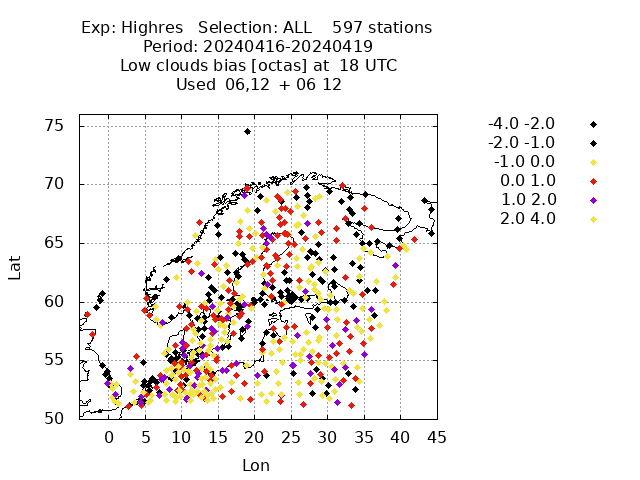 Exp: Highres   Selection: ALL    597 stations
Period: 20240416-20240419
Low clouds bias [octas] at  18 UTC
Used  06,12  + 06 12
75
70
65
60
55
50
0 5 10 15 20 25 30 35 40 45
Lat
Lon
-4.0 -2.0
-2.0 -1.0
-1.0 0.0
0.0 1.0
1.0 2.0
2.0 4.0